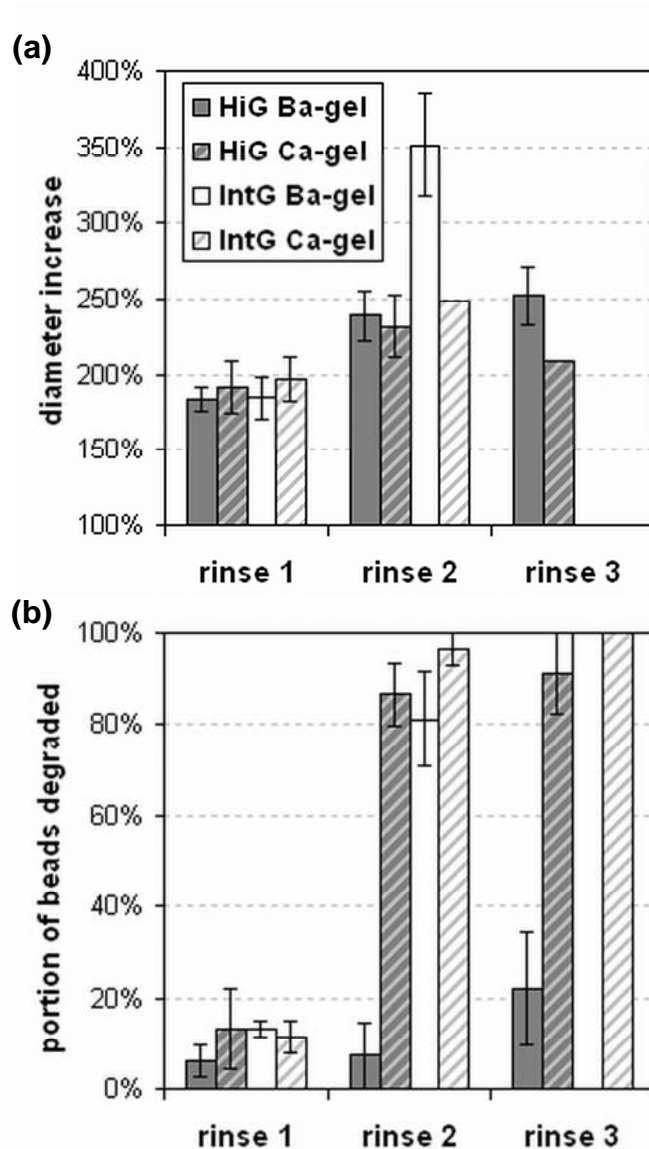 (a)
400%
350%
300%
250%
200%
150%
100%
diameter increase
HiG Ba-gel
HiG Ca-gel
IntG Ba-gel
IntG Ca-gel
rinse 1 rinse 2 rinse 3
(b)
100%
80%
60%
40%
20%
0%
portion of beads degraded
rinse 1 rinse 2 rinse 3